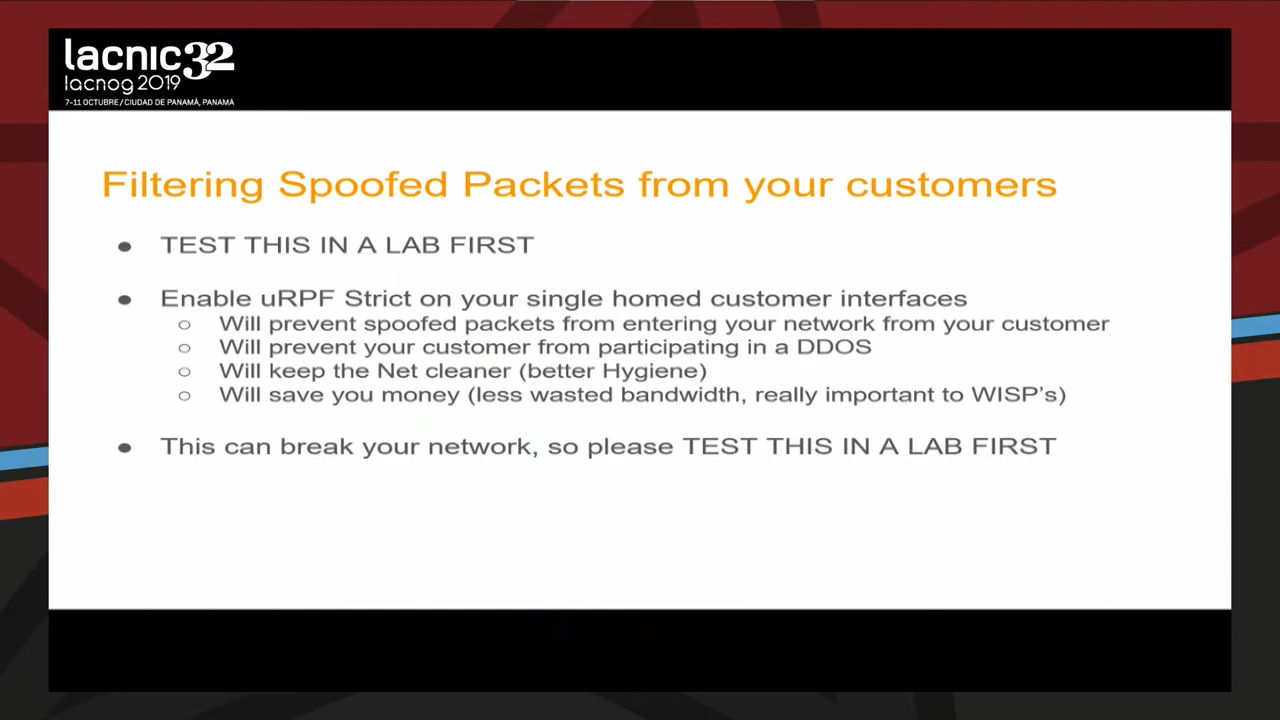 lacnic32
lacnog 2019
7-11 OCTUBRE / CIUDAD DE PANAMÁ, PANAMÁ
Filtering Spoofed Packets from your customers
● TEST THIS IN A LAB FIRST
● Enable uRPF Strict on your single homed customer interfaces
○ Will prevent spoofed packets from entering your network from your customer
○ Will prevent your customer from participating in a DDOS
○ Will keep the Net cleaner (better Hygiene)
○ Will save you money (less wasted bandwidth, really important to WISP's)
● This can break your network, so please TEST THIS IN A LAB FIRST